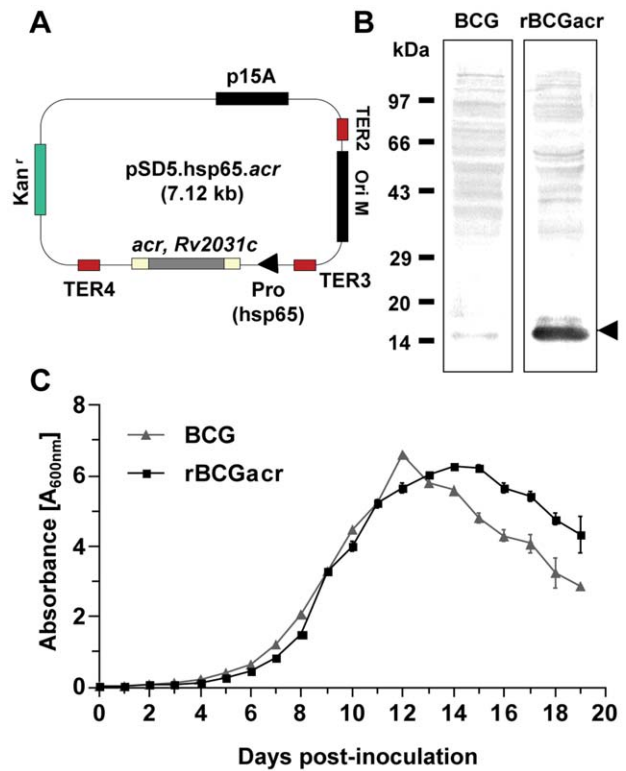 A
p15A
TER2
Ori M
Kan r
pSD5.hsp65.acr
(7.12 kb)
acr, Rv2031c
TER4
Pro
(hsp65)
TER3
B
BCG rBCGacr
kDa
97
66
43
29
20
14
C
Absorbance [A600nm]
8
6
4
2
0
BCG
rBCGacr
0 2 4 6 8 10 12 14 16 18 20
Days post-inoculation